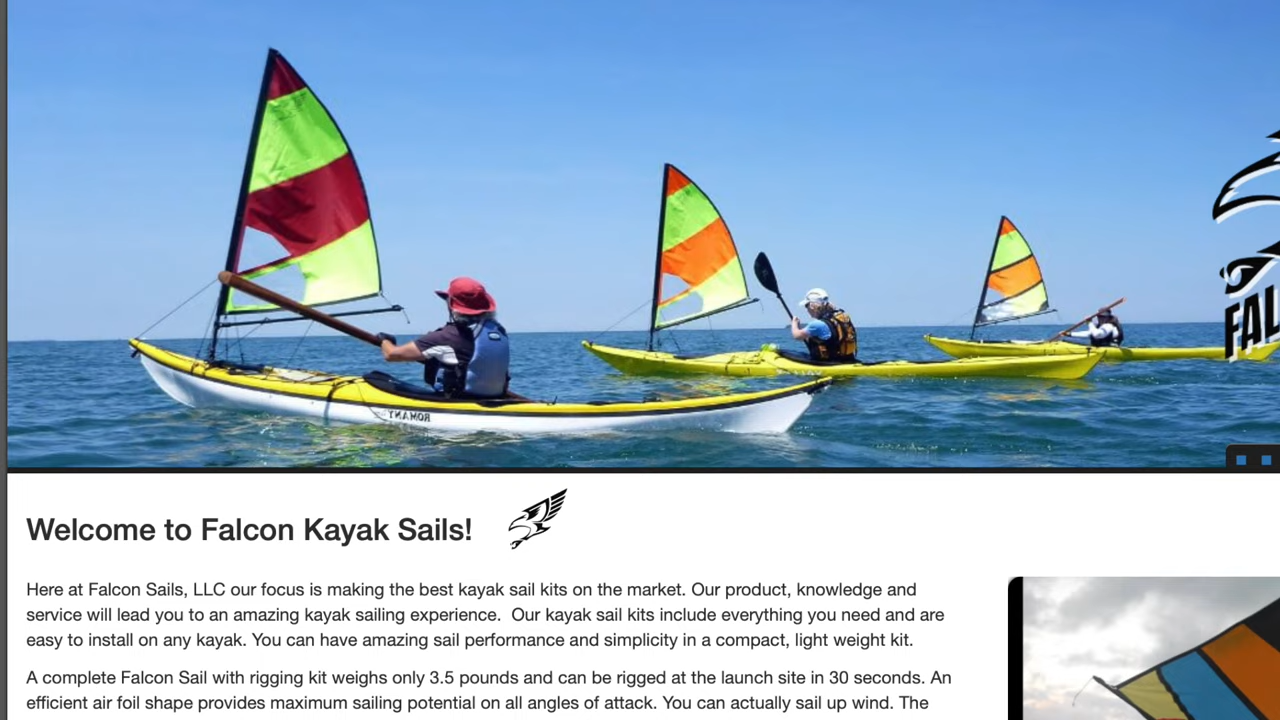 ROMANY
FAL
Welcome to Falcon Kayak Sails!
Here at Falcon Sails, LLC our focus is making the best kayak sail kits on the market. Our product, knowledge and
service will lead you to an amazing kayak sailing experience.  Our kayak sail kits include everything you need and are
easy to install on any kayak. You can have amazing sail performance and simplicity in a compact, light weight kit.
A complete Falcon Sail with rigging kit weighs only 3.5 pounds and can be rigged at the launch site in 30 seconds. An
efficient air foil shape provides maximum sailing potential on all angles of attack. You can actually sail up wind. The